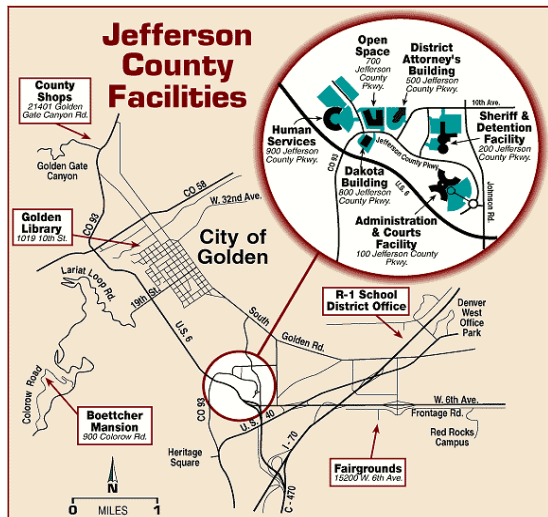 Jefferson
County
Facilities
County
Shops
21401 Golden
Gate Canyon Rd.
Golden Gate
Canyon
CO 93
CO 58
W. 32nd Ave.
Golden
Library
1019 10th St.
City of
Golden
Lariat Loop Rd.
19th St.
U.S. 6
South
Golden Rd.
Colorow Road
Boettcher
Mansion
900 Colorow Rd.
CO 93
U.S. 40
Heritage
Square
I - 70
C - 470
N
0
MILES
1
Open
Space
700
Jefferson
County
Pkwy.
District
Attorney's
Building
500 Jefferson
County
Pkwy.
10th Ave.
Human
Services
900 Jefferson
County Pkwy.
Jefferson County Pkwy.
Sheriff &
Detention
Facility
200 Jefferson
County Pkwy.
CO 93
Dakota
Building
800 Jefferson
County Pkwy.
U.S. 6
Johnson Rd.
Administration
& Courts
Facility
100 Jefferson County
Pkwy.
R-1 School
District Office
Denver
West
Office
Park
W. 6th Ave.
Frontage Rd.
Red Rocks
Campus
Fairgrounds
15200 W. 6th Ave.